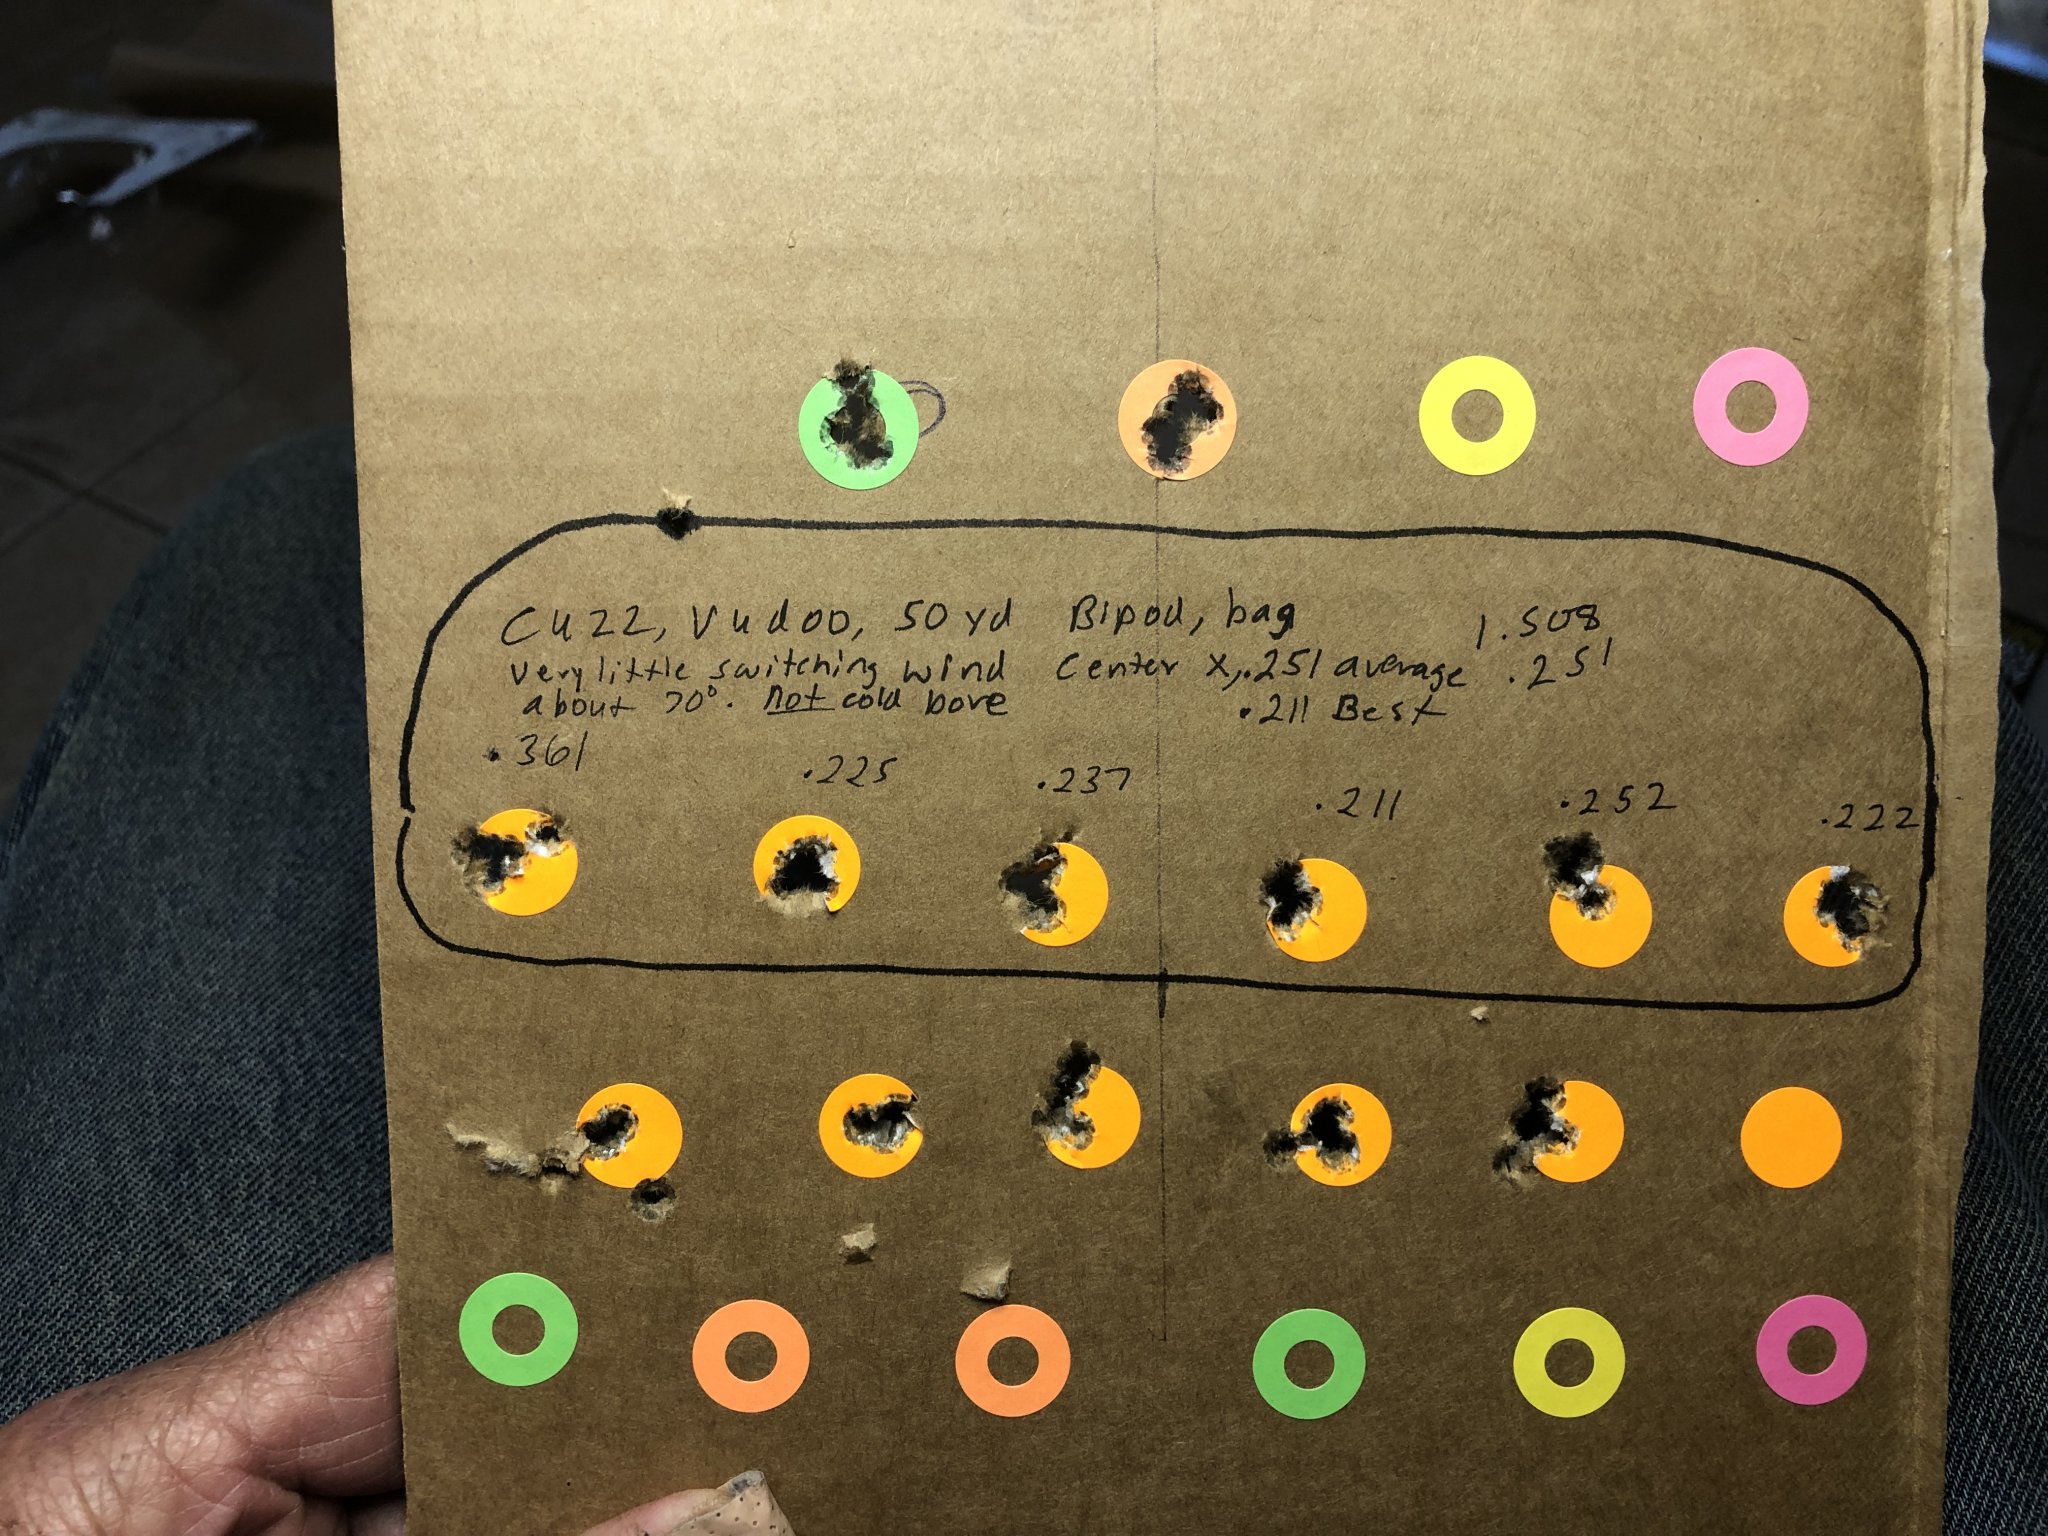 Cuzz, Vudoo, 50 yd Bipod, bag 1.508
very little switching wind Center X, .251 average .251
about 70°. Not cold bore .211 Best
.361 .225 .237 .211 .252 .222